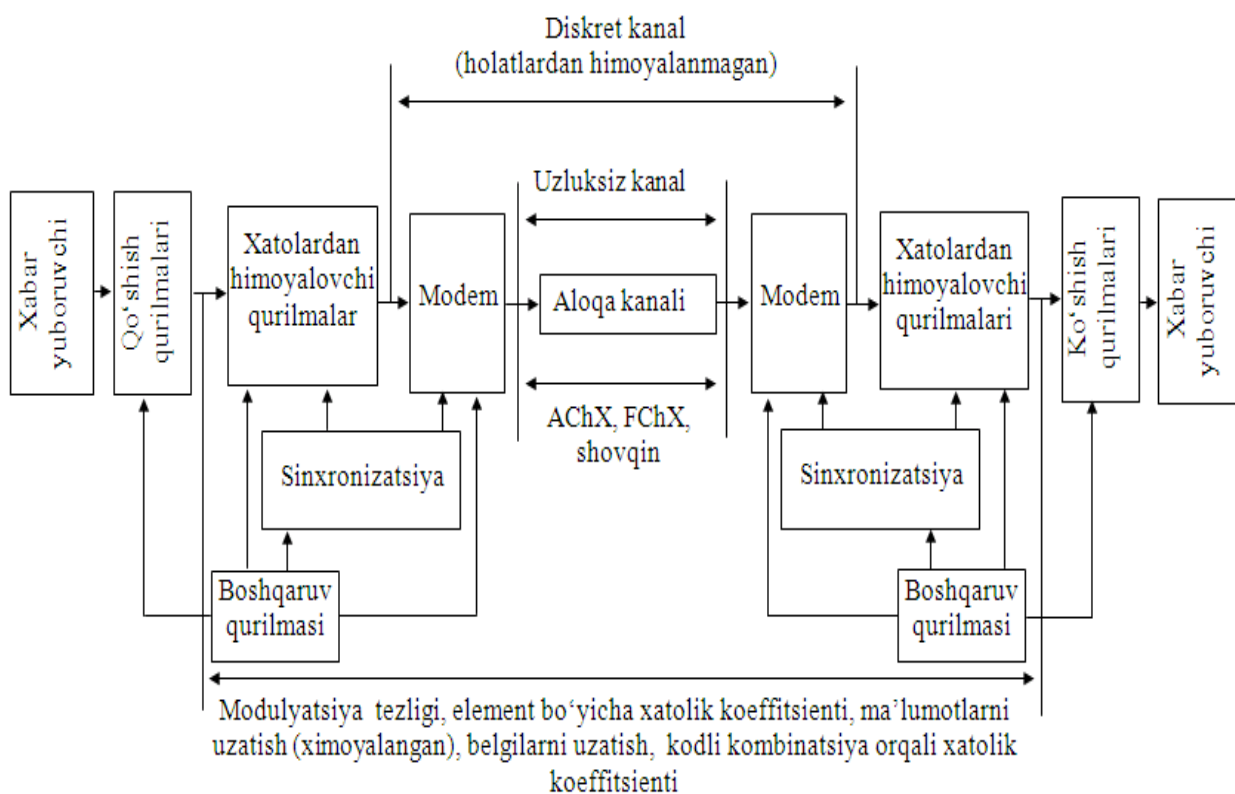 Diskret kanal
(holatlardan himoyalanmagan)
Uzluksiz kanal
Xabar
yuboruvchi
Qo‘shish
qurilmalari
Xatolardan
himoyalovchi
qurilmalar
Modem
Aloqa kanali
Modem
Xatolardan
himoyalovchi
qurilmalari
Ko‘shish
qurilmalari
Xabar
yuboruvchi
AChX, FChX,
shovqin
Sinxronizatsiya
Sinxronizatsiya
Boshqaruv
qurilmasi
Boshqaruv
qurilmasi
Modulyatsiya tezligi, element bo‘yicha xatolik koeffitsienti, ma’lumotlarni
uzatish (ximoyalangan), belgilarni uzatish, kodli kombinatsiya orqali xatolik
koeffitsienti